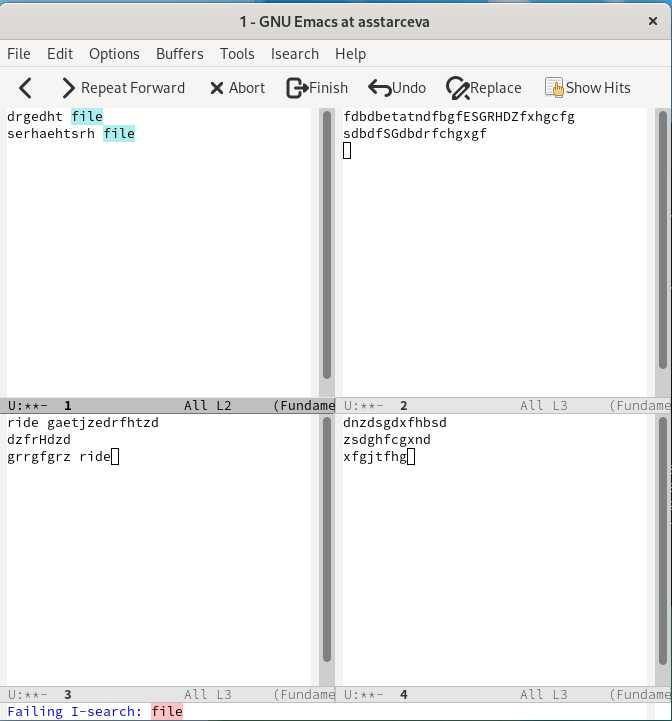 1 - GNU Emacs at asstarceva ×
File Edit Options Buffers Tools Isearch Help
Repeat Forward Abort Finish Undo Replace Show Hits
drgedht file
serhaehtsrh file
fdbdbetatndfbgfESGRHDZfxhgcfg
sdbdfSGdbdrfchgxgf
U:**- 1 All L2 (Fundame
U:**- 2 All L3 (Fundame
ride gaetjzedrfhtzd
dzfrHdzd
grrgfgrz ride
dnzdsgdxfhbsd
zsdghfcgxnd
xfgjtfhg
U:**- 3 All L3 (Fundame
U:**- 4 All L3 (Fundame
Failing I-search: file